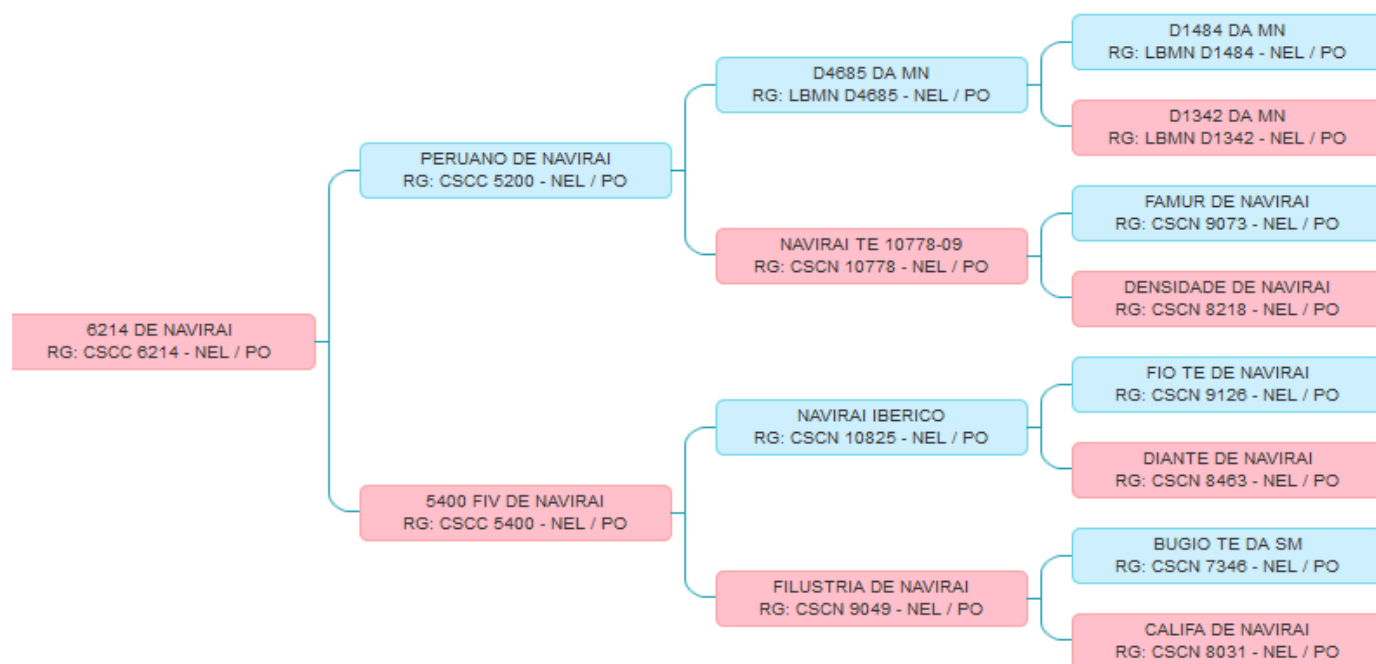 D1484 DA MN
RG: LBMN D1484 - NEL / PO
D4685 DA MN
RG: LBMN D4685 - NEL / PO
D1342 DA MN
RG: LBMN D1342 - NEL / PO
PERUANO DE NAVIRAI
RG: CSCC 5200 - NEL / PO
FAMUR DE NAVIRAI
RG: CSCN 9073 - NEL / PO
NAVIRAI TE 10778-09
RG: CSCN 10778 - NEL / PO
DENSIDADE DE NAVIRAI
RG: CSCN 8218 - NEL / PO
6214 DE NAVIRAI
RG: CSCC 6214 - NEL / PO
FIO TE DE NAVIRAI
RG: CSCN 9126 - NEL / PO
NAVIRAI IBERICO
RG: CSCN 10825 - NEL / PO
DIANTE DE NAVIRAI
RG: CSCN 8463 - NEL / PO
5400 FIV DE NAVIRAI
RG: CSCC 5400 - NEL / PO
BUGIO TE DA SM
RG: CSCN 7346 - NEL / PO
FILUSTRIA DE NAVIRAI
RG: CSCN 9049 - NEL / PO
CALIFA DE NAVIRAI
RG: CSCN 8031 - NEL / PO